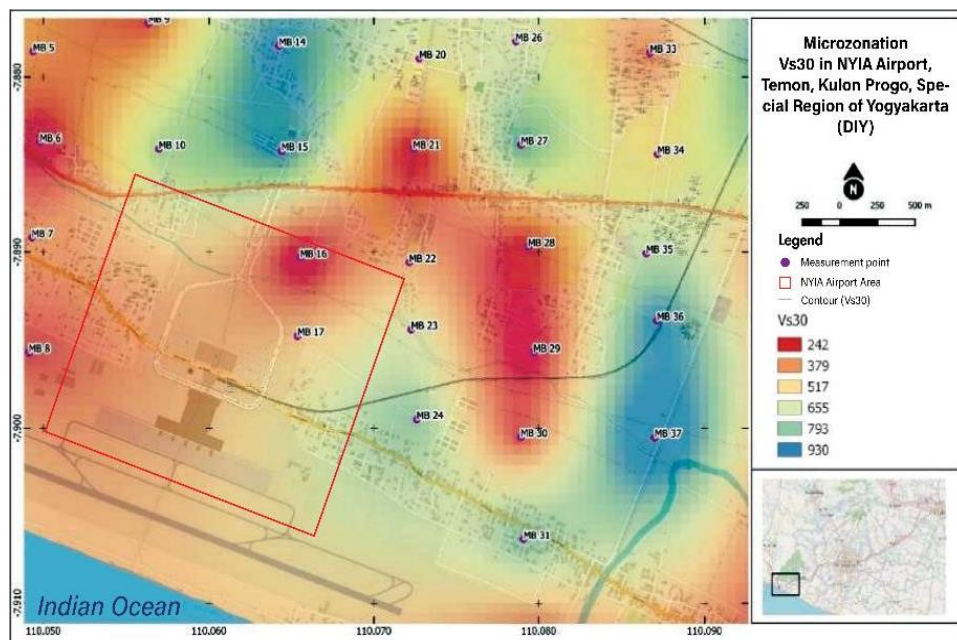 MB 9
MB 5
MB 14
MB 20
MB 26
MB 33
-7.880
MB 6
MB 10
MB 15
MB 21
MB 27
MB 34
MB 7
-7.890
MB 16
MB 22
MB 28
MB 35
MB 8
MB 17
MB 23
MB 29
MB 36
-7.900
MB 24
MB 30
MB 37
MB 31
-7.910
Indian Ocean
110.050
110.060
110.070
110.080
110.090
Microzonation
Vs30 in NYIA Airport,
Temon, Kulon Progo, Spe-
cial Region of Yogyakarta
(DIY)
N
250 0 250 500 m
Legend
Measurement point
NYIA Airport Area
Contour (Vs30)
Vs30
242
379
517
655
793
930